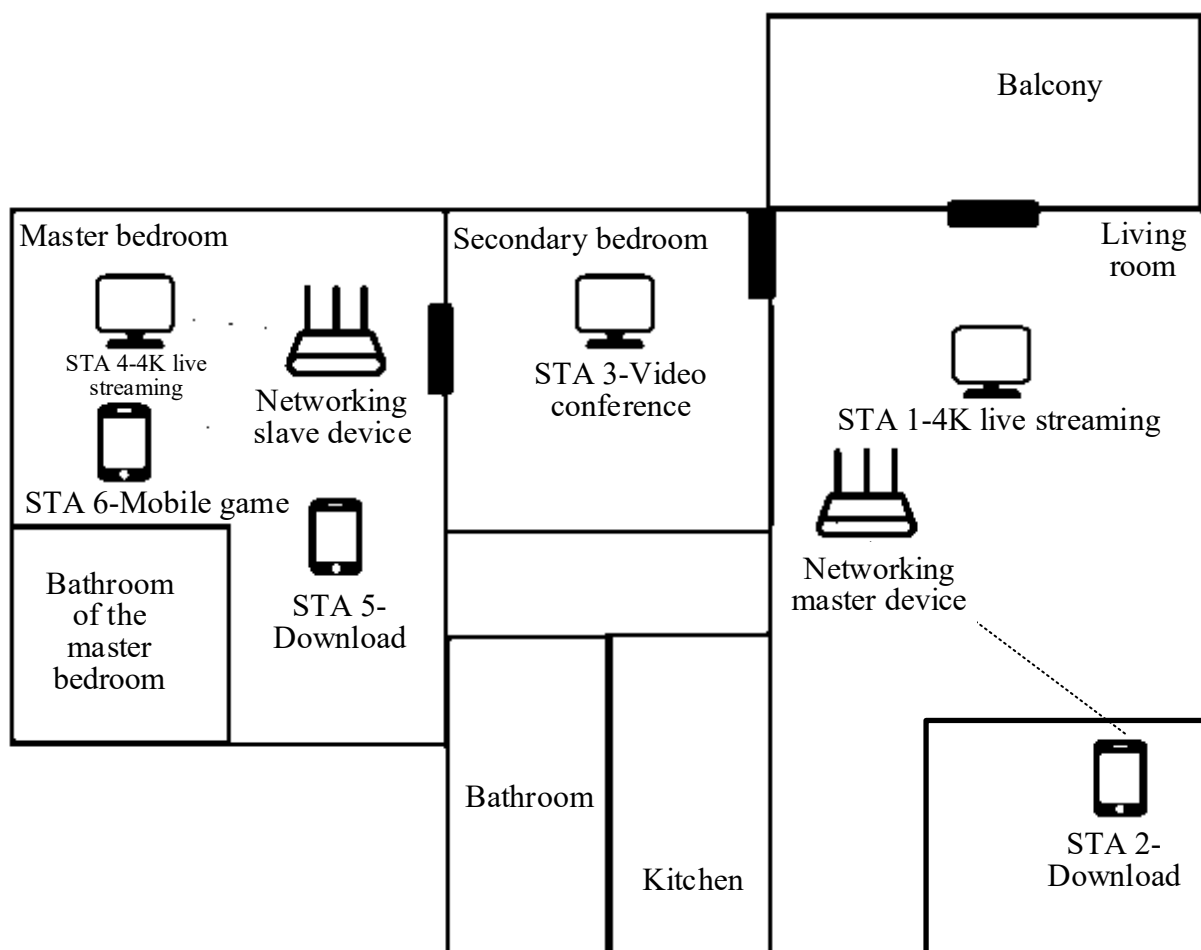 Balcony
Master bedroom
Secondary bedroom
Living
room
STA 4-4K live
streaming
Networking
slave device
STA 3-Video
conference
STA 1-4K live streaming
STA 6-Mobile game
Networking
master device
Bathroom
of the
master
bedroom
STA 5-
Download
Bathroom
Kitchen
STA 2-
Download